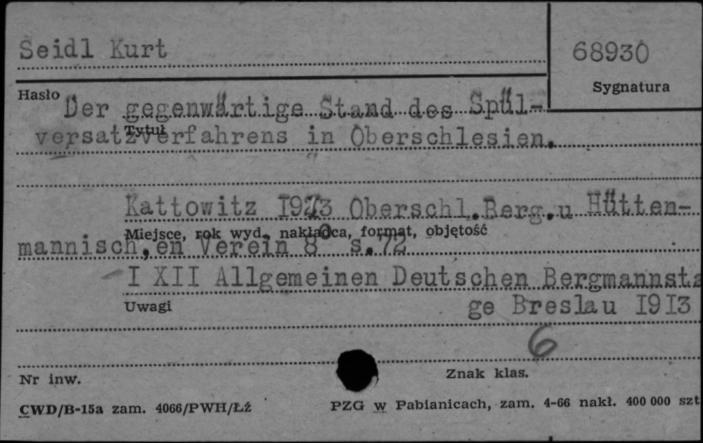 Seidl Kurt
68930
Sygnatura
Hasło
Der gegenwärtige Stand des Spül-
Tytuł
versatzverfahrens in Oberschlesien.
Kattowitz 1913 Oberschl.Berg.u Hütten-
Miejsce, rok wyd., nakładca, format, objętość
mannisch.en Verein 8° s.72
I XII Allgemeinen Deutschen Bergmannsta
Uwagi
ge Breslau 1913
6
Nr inw.
Znak klas.
CWD/B-15a zam. 4066/PWH/Łź
PZG w Pabianicach, zam. 4-66 nakł. 400 000 szt